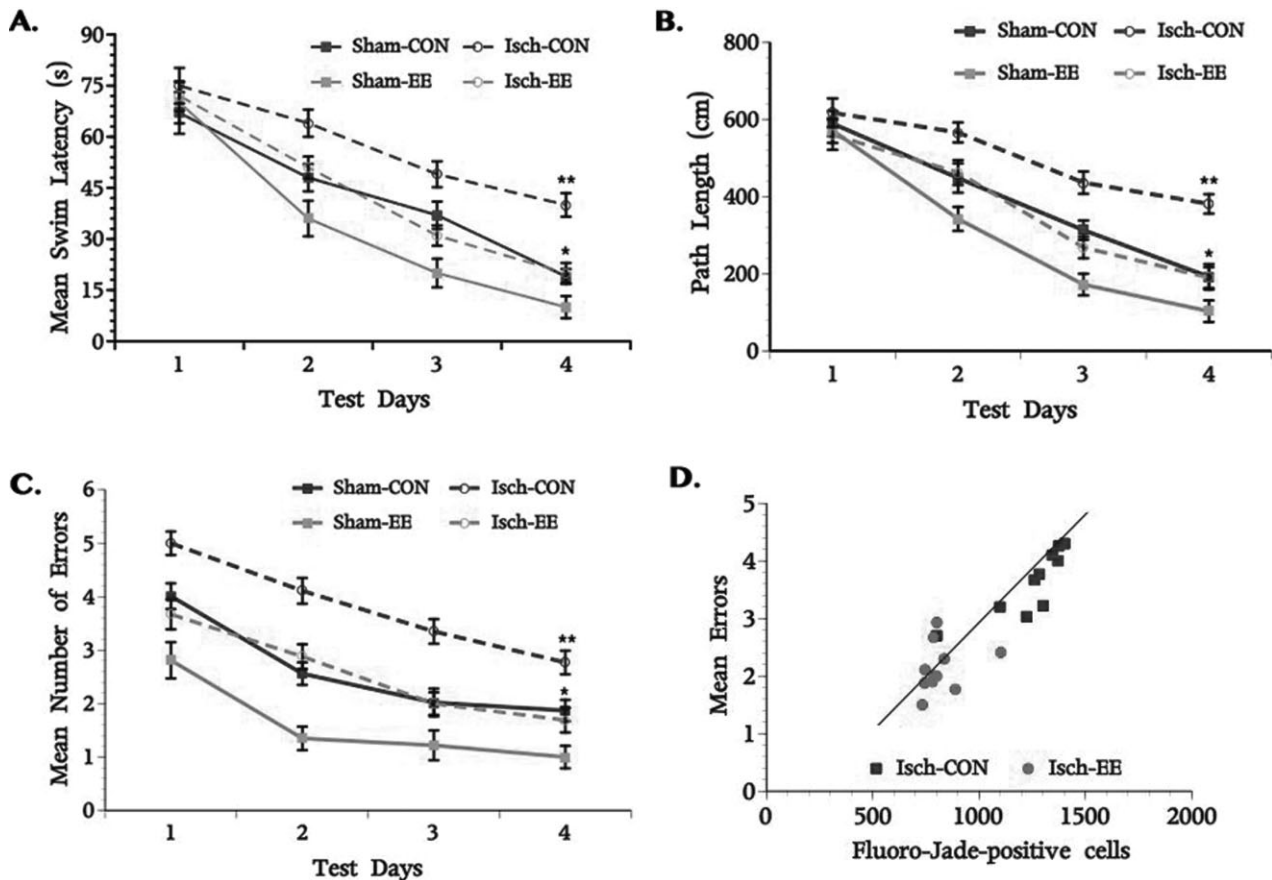 A.
Sham-CON Isch-CON
Sham-EE Isch-EE
Mean Swim Latency (s)
90
75
60
45
30
15
0
**
*
1 2 3 4
Test Days
B.
Sham-CON Isch-CON
Sham-EE Isch-EE
Path Length (cm)
800
600
400
200
0
**
*
1 2 3 4
Test Days
C.
Sham-CON Isch-CON
Sham-EE Isch-EE
Mean Number of Errors
6
5
4
3
2
1
0
**
*
1 2 3 4
Test Days
D.
Mean Errors
5
4
3
2
1
0
Isch-CON Isch-EE
0 500 1000 1500 2000
Fluoro-Jade-positive cells